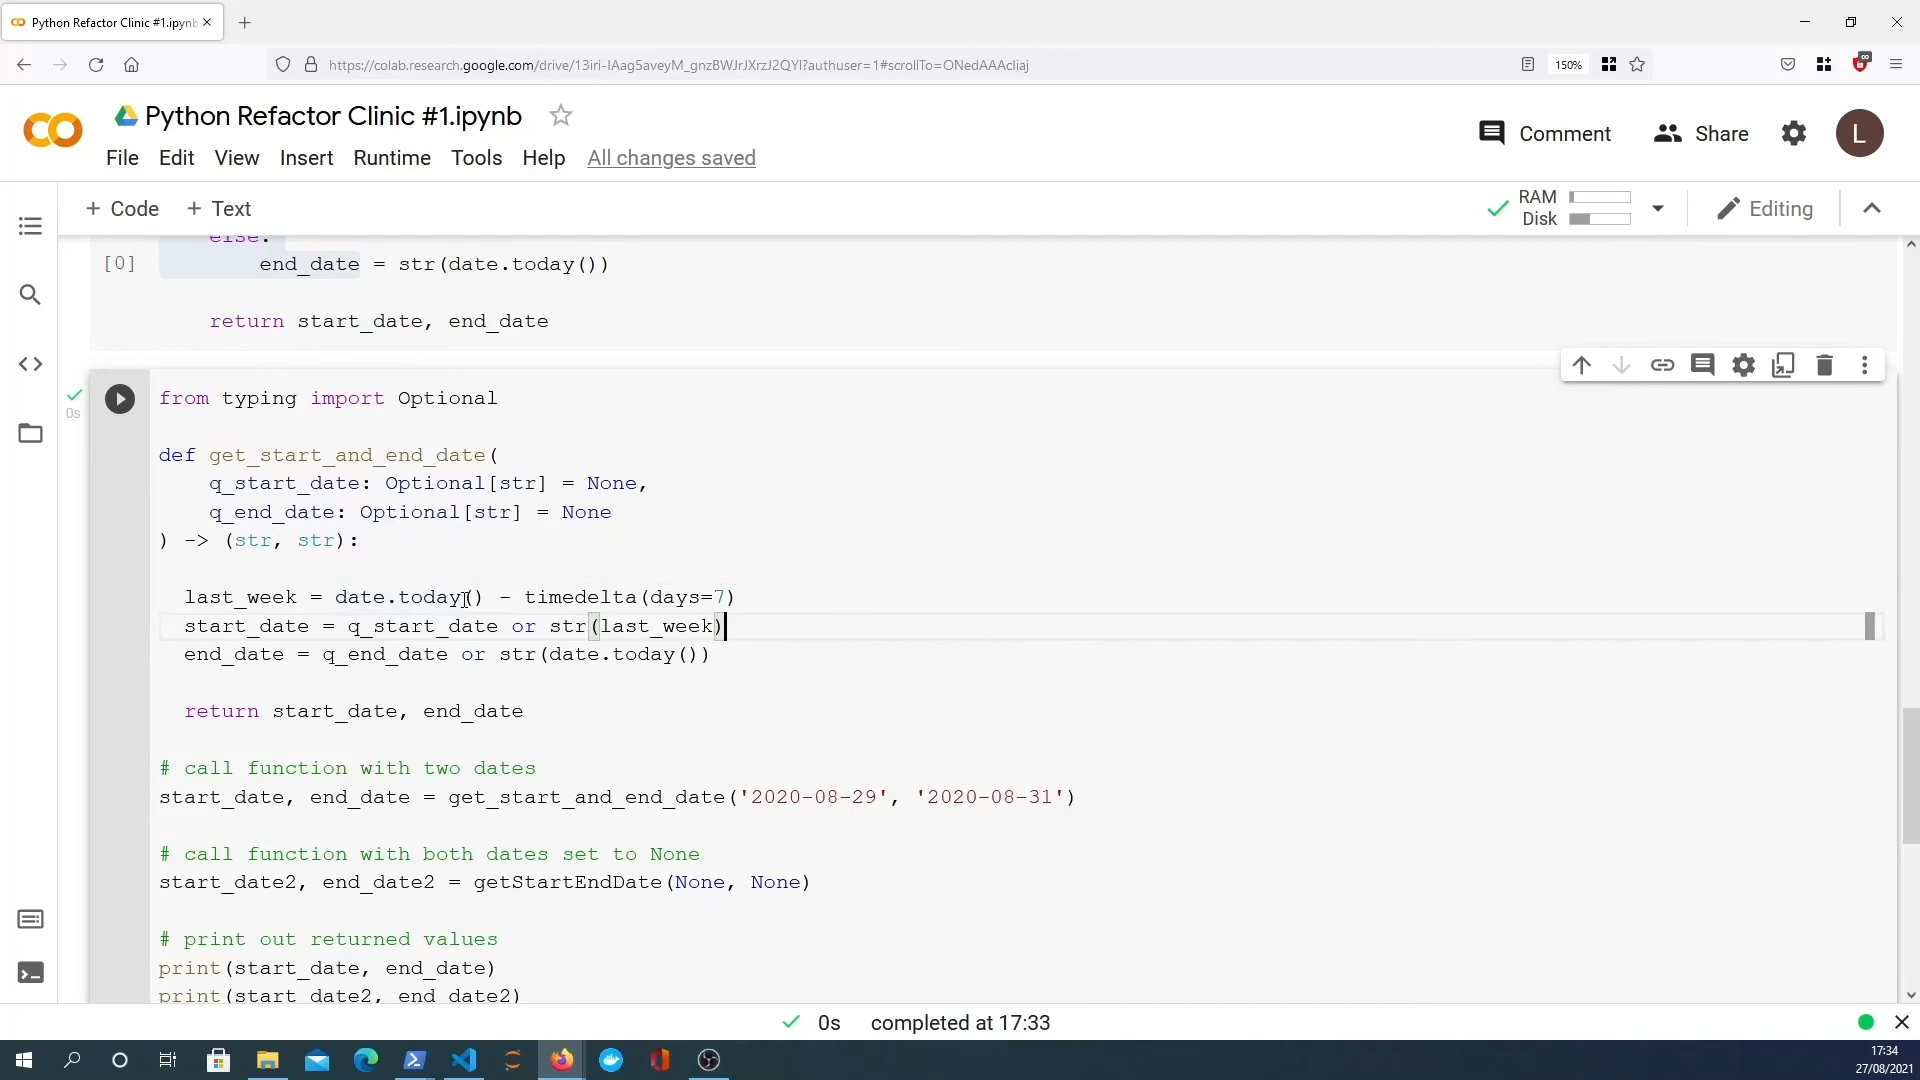 Python Refactor Clinic #1.ipynb
https://colab.research.google.com/drive/13iri-IAag5aveyM_gnzBWJrJXrzJ2QYl?authuser=1#scrollTo=ONedAAAcliaj
150%
Python Refactor Clinic #1.ipynb
Comment
Share
L
File Edit View Insert Runtime Tools Help All changes saved
+ Code + Text
RAM
Disk
Editing
else:
[0]
end_date = str(date.today())
return start_date, end_date
0s
from typing import Optional
def get_start_and_end_date(
q_start_date: Optional[str] = None,
q_end_date: Optional[str] = None
) -> (str, str):
last_week = date.today() - timedelta(days=7)
start_date = q_start_date or str(last_week)
end_date = q_end_date or str(date.today())
return start_date, end_date
# call function with two dates
start_date, end_date = get_start_and_end_date('2020-08-29', '2020-08-31')
# call function with both dates set to None
start_date2, end_date2 = getStartEndDate(None, None)
# print out returned values
print(start_date, end_date)
print(start_date2, end_date2)
0s completed at 17:33
17:34
27/08/2021